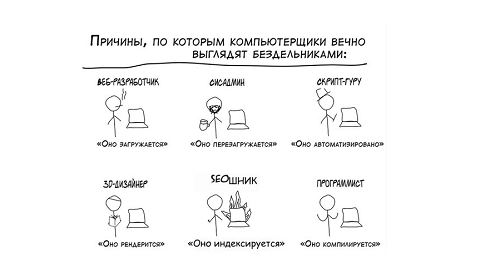 Причины, по которым компьютерщики вечно
выглядят бездельниками:
ВЕБ-РАЗРАБОТЧИК СИСАДМИН СКРИПТ-ГУРУ
«Оно загружается» «Оно перезагружается» «Оно автоматизировано»
3D-ДИЗАЙНЕР SEOшник ПРОГРАММИСТ
«Оно рендерится» «Оно индексируется» «Оно компилируется»